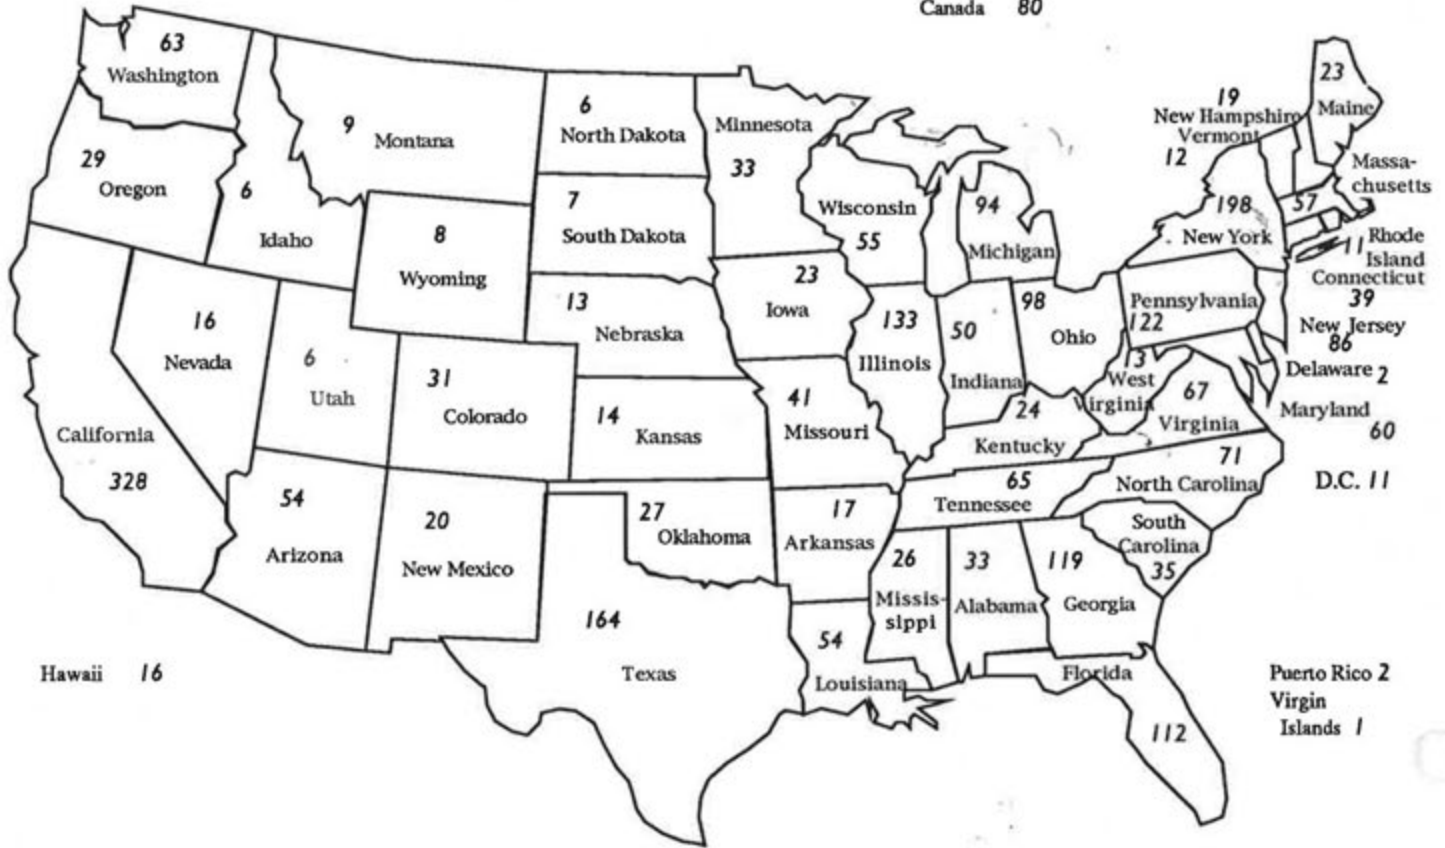 Canada 80
63
Washington
9 Montana
6
North Dakota
Minnesota
33
19
New Hampshire
Vermont
12
23
Maine
Massa-
chusetts
57
29
Oregon
6
Idaho
8
Wyoming
7
South Dakota
Wisconsin
55
94
Michigan
198
New York
11 Rhode
Island
Connecticut
39
16
Nevada
6
Utah
31
Colorado
13
Nebraska
23
Iowa
133
Illinois
50
Indiana
98
Ohio
Pennsylvania
122
New Jersey
86
Delaware 2
Maryland
60
D.C. 11
California
328
14
Kansas
41
Missouri
24
Kentucky
13
West
Virginia
67
Virginia
54
Arizona
20
New Mexico
27
Oklahoma
17
Arkansas
65
Tennessee
71
North Carolina
South
Carolina
35
164
Texas
54
Louisiana
26
Missis-
sippi
33
Alabama
119
Georgia
Florida
112
Hawaii 16
Puerto Rico 2
Virgin
Islands 1